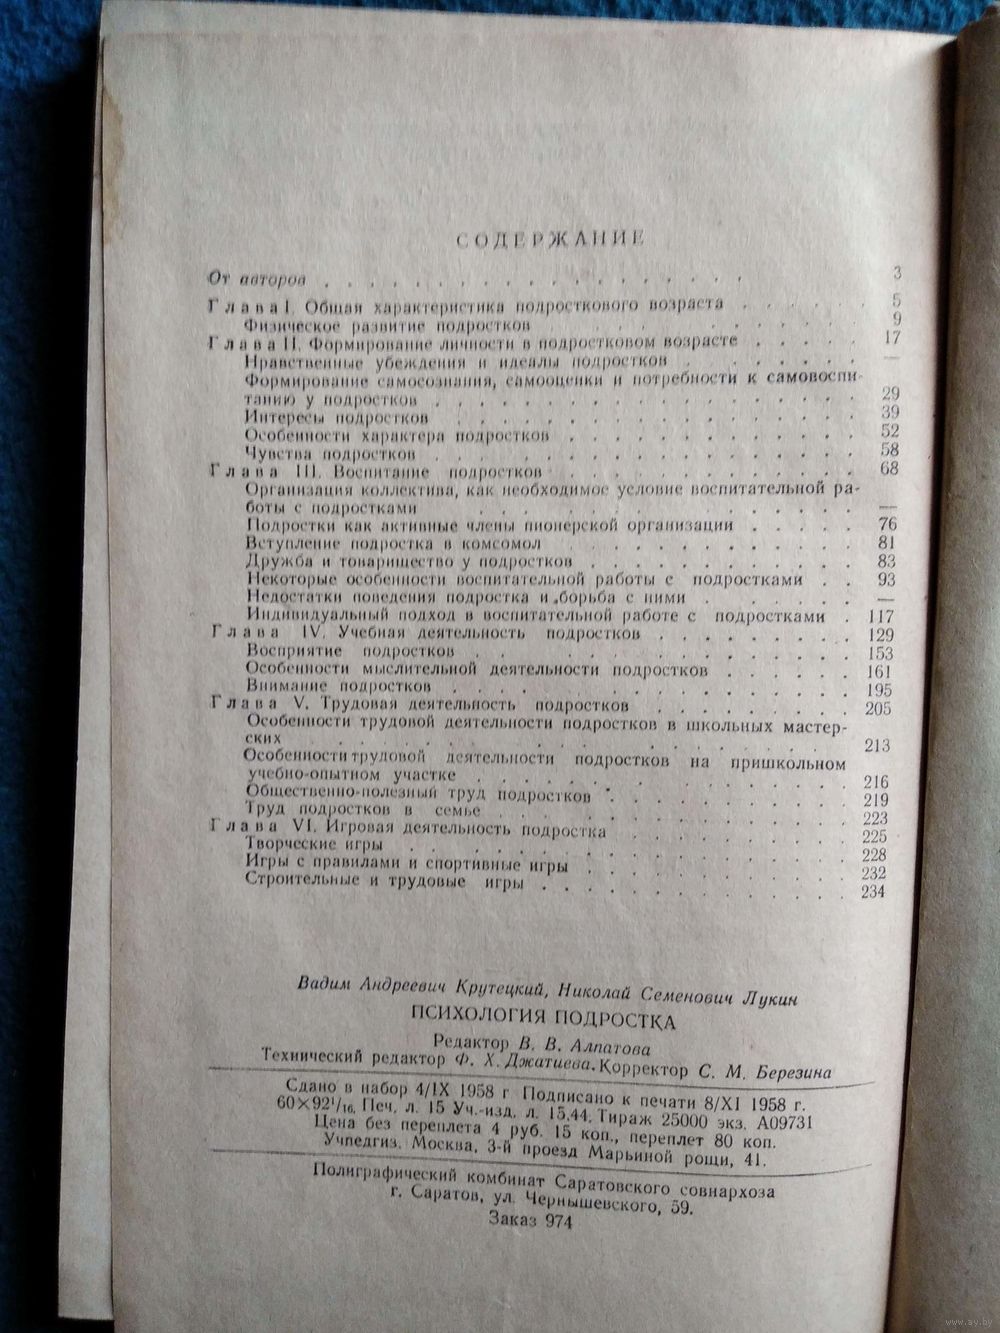 СОДЕРЖАНИЕ
От авторов . . . . . . . . . . . . . . . . . . 3
Глава I. Общая характеристика подросткового возраста . . . . . . 5
Физическое развитие подростков . . . . . . . . . . 9
Глава II. Формирование личности в подростковом возрасте . . . . . 17
Нравственные убеждения и идеалы подростков . . . . . . . —
Формирование самосознания, самооценки и потребности к самовоспи-
танию у подростков . . . . . . . . . . . . . . . . 29
Интересы подростков . . . . . . . . . . . . . . . . 39
Особенности характера подростков . . . . . . . . . . . . 52
Чувства подростков . . . . . . . . . . . . . . . . 58
Глава III. Воспитание подростков . . . . . . . . . . . . 68
Организация коллектива, как необходимое условие воспитательной ра-
боты с подростками . . . . . . . . . . . . . —
Подростки как активные члены пионерской организации . . . . . 76
Вступление подростка в комсомол . . . . . . . . . . . . 81
Дружба и товарищество у подростков . . . . . . . . . . . 83
Некоторые особенности воспитательной работы с подростками . . 93
Недостатки поведения подростка и борьба с ними . . . . . . —
Индивидуальный подход в воспитательной работе с подростками . 117
Глава IV. Учебная деятельность подростков . . . . . . . . . 129
Восприятие подростков . . . . . . . . . . . . . . 153
Особенности мыслительной деятельности подростков . . . . . . 161
Внимание подростков . . . . . . . . . . . . . . . 195
Глава V. Трудовая деятельность подростков . . . . . . . . . 205
Особенности трудовой деятельности подростков в школьных мастер-
ских . . . . . . . . . . . . . . . . . 213
Особенности трудовой деятельности подростков на пришкольном
учебно-опытном участке . . . . . . . . . . . . . . 216
Общественно-полезный труд подростков . . . . . . . . . . 219
Труд подростков в семье . . . . . . . . . . . . . . 223
Глава VI. Игровая деятельность подростка . . . . . . . . . . 225
Творческие игры . . . . . . . . . . . . . . . . 228
Игры с правилами и спортивные игры . . . . . . . . . . . 232
Строительные и трудовые игры . . . . . . . . . . . . . 234
Вадим Андреевич Крутецкий, Николай Семенович Лукин
ПСИХОЛОГИЯ ПОДРОСТКА
Редактор В. В. Алпатова
Технический редактор Ф. Х. Джатиева. Корректор С. М. Березина
Сдано в набор 4/IX 1958 г Подписано к печати 8/XI 1958 г.
60×92¹/₁₆. Печ. л. 15 Уч.-изд. л. 15,44. Тираж 25000 экз. А09731
Цена без переплета 4 руб. 15 коп., переплет 80 коп.
Учпедгиз. Москва, 3-й проезд Марьиной рощи, 41.
Полиграфический комбинат Саратовского совнархоза
г. Саратов, ул. Чернышевского, 59.
Заказ 974
www.ay.by